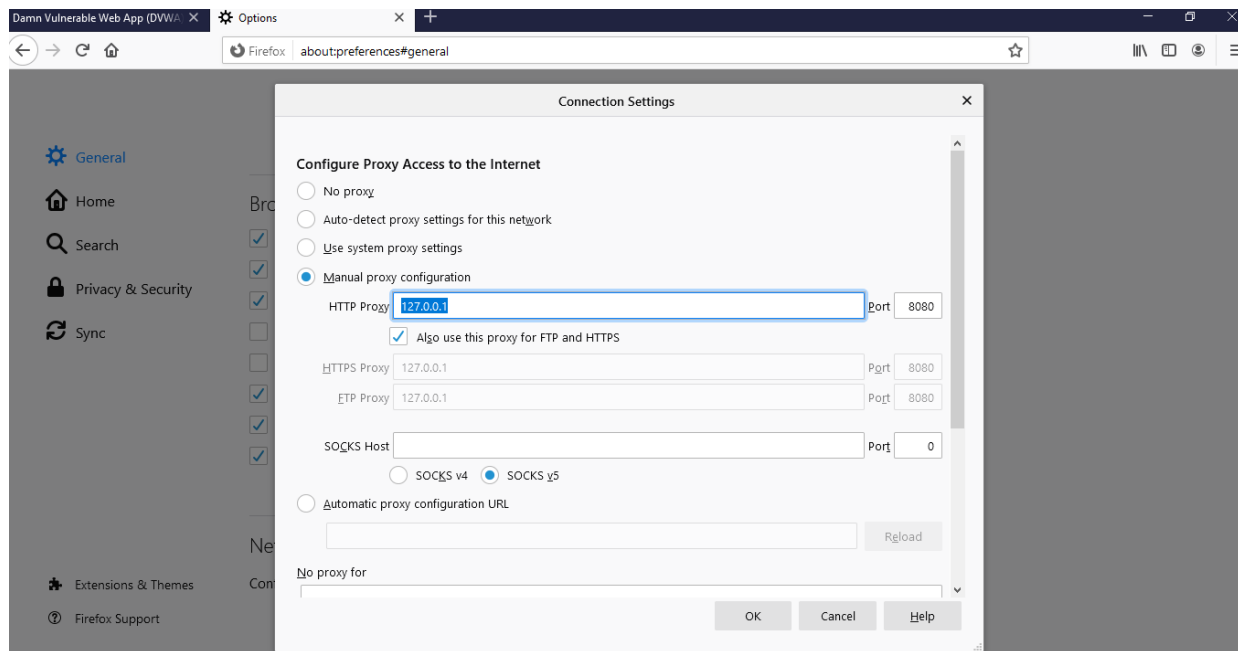 Damn Vulnerable Web App (DVWA)
Options
Firefox about:preferences#general
Connection Settings
General
Home
Search
Privacy & Security
Sync
Extensions & Themes
Firefox Support
Configure Proxy Access to the Internet
No proxy
Auto-detect proxy settings for this network
Use system proxy settings
Manual proxy configuration
HTTP Proxy 127.0.0.1 Port 8080
Also use this proxy for FTP and HTTPS
HTTPS Proxy 127.0.0.1 Port 8080
FTP Proxy 127.0.0.1 Port 8080
SOCKS Host Port 0
SOCKS v4 SOCKS v5
Automatic proxy configuration URL
Reload
No proxy for
OK Cancel Help